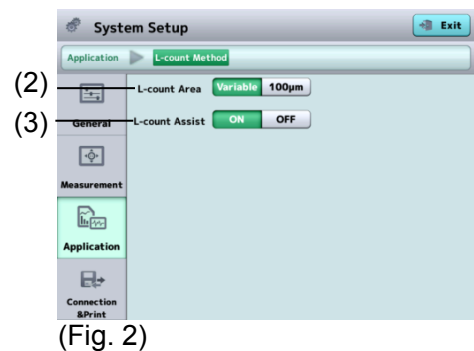 System Setup
Exit
Application
L-count Method
(2)
L-count Area Variable 100μm
(3)
General
L-count Assist ON OFF
Measurement
Application
Connection
&Print
(Fig. 2)